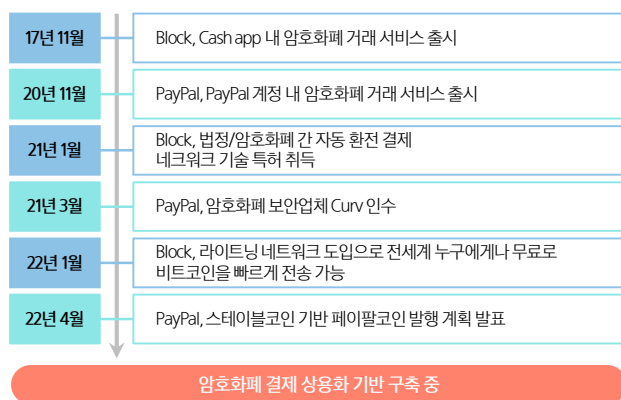 17년 11월
Block, Cash app 내 암호화폐 거래 서비스 출시
20년 11월
PayPal, PayPal 계정 내 암호화폐 거래 서비스 출시
21년 1월
Block, 법정/암호화폐 간 자동 환전 결제
네크워크 기술 특허 취득
21년 3월
PayPal, 암호화폐 보안업체 Curv 인수
22년 1월
Block, 라이트닝 네트워크 도입으로 전세계 누구에게나 무료로
비트코인을 빠르게 전송 가능
22년 4월
PayPal, 스테이블코인 기반 페이팔코인 발행 계획 발표
암호화폐 결제 상용화 기반 구축 중